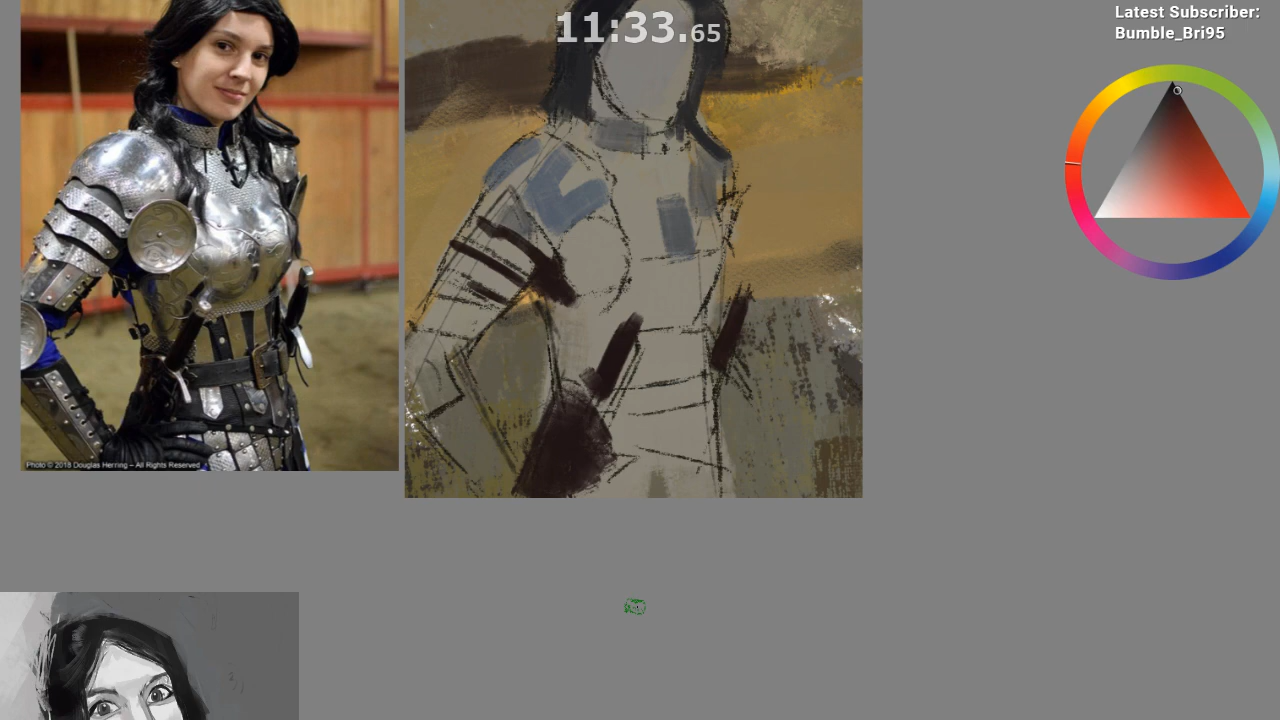 11:33.65
Latest Subscriber:
Bumble_Bri95
Photo © 2018 Douglas Herring – All Rights Reserved